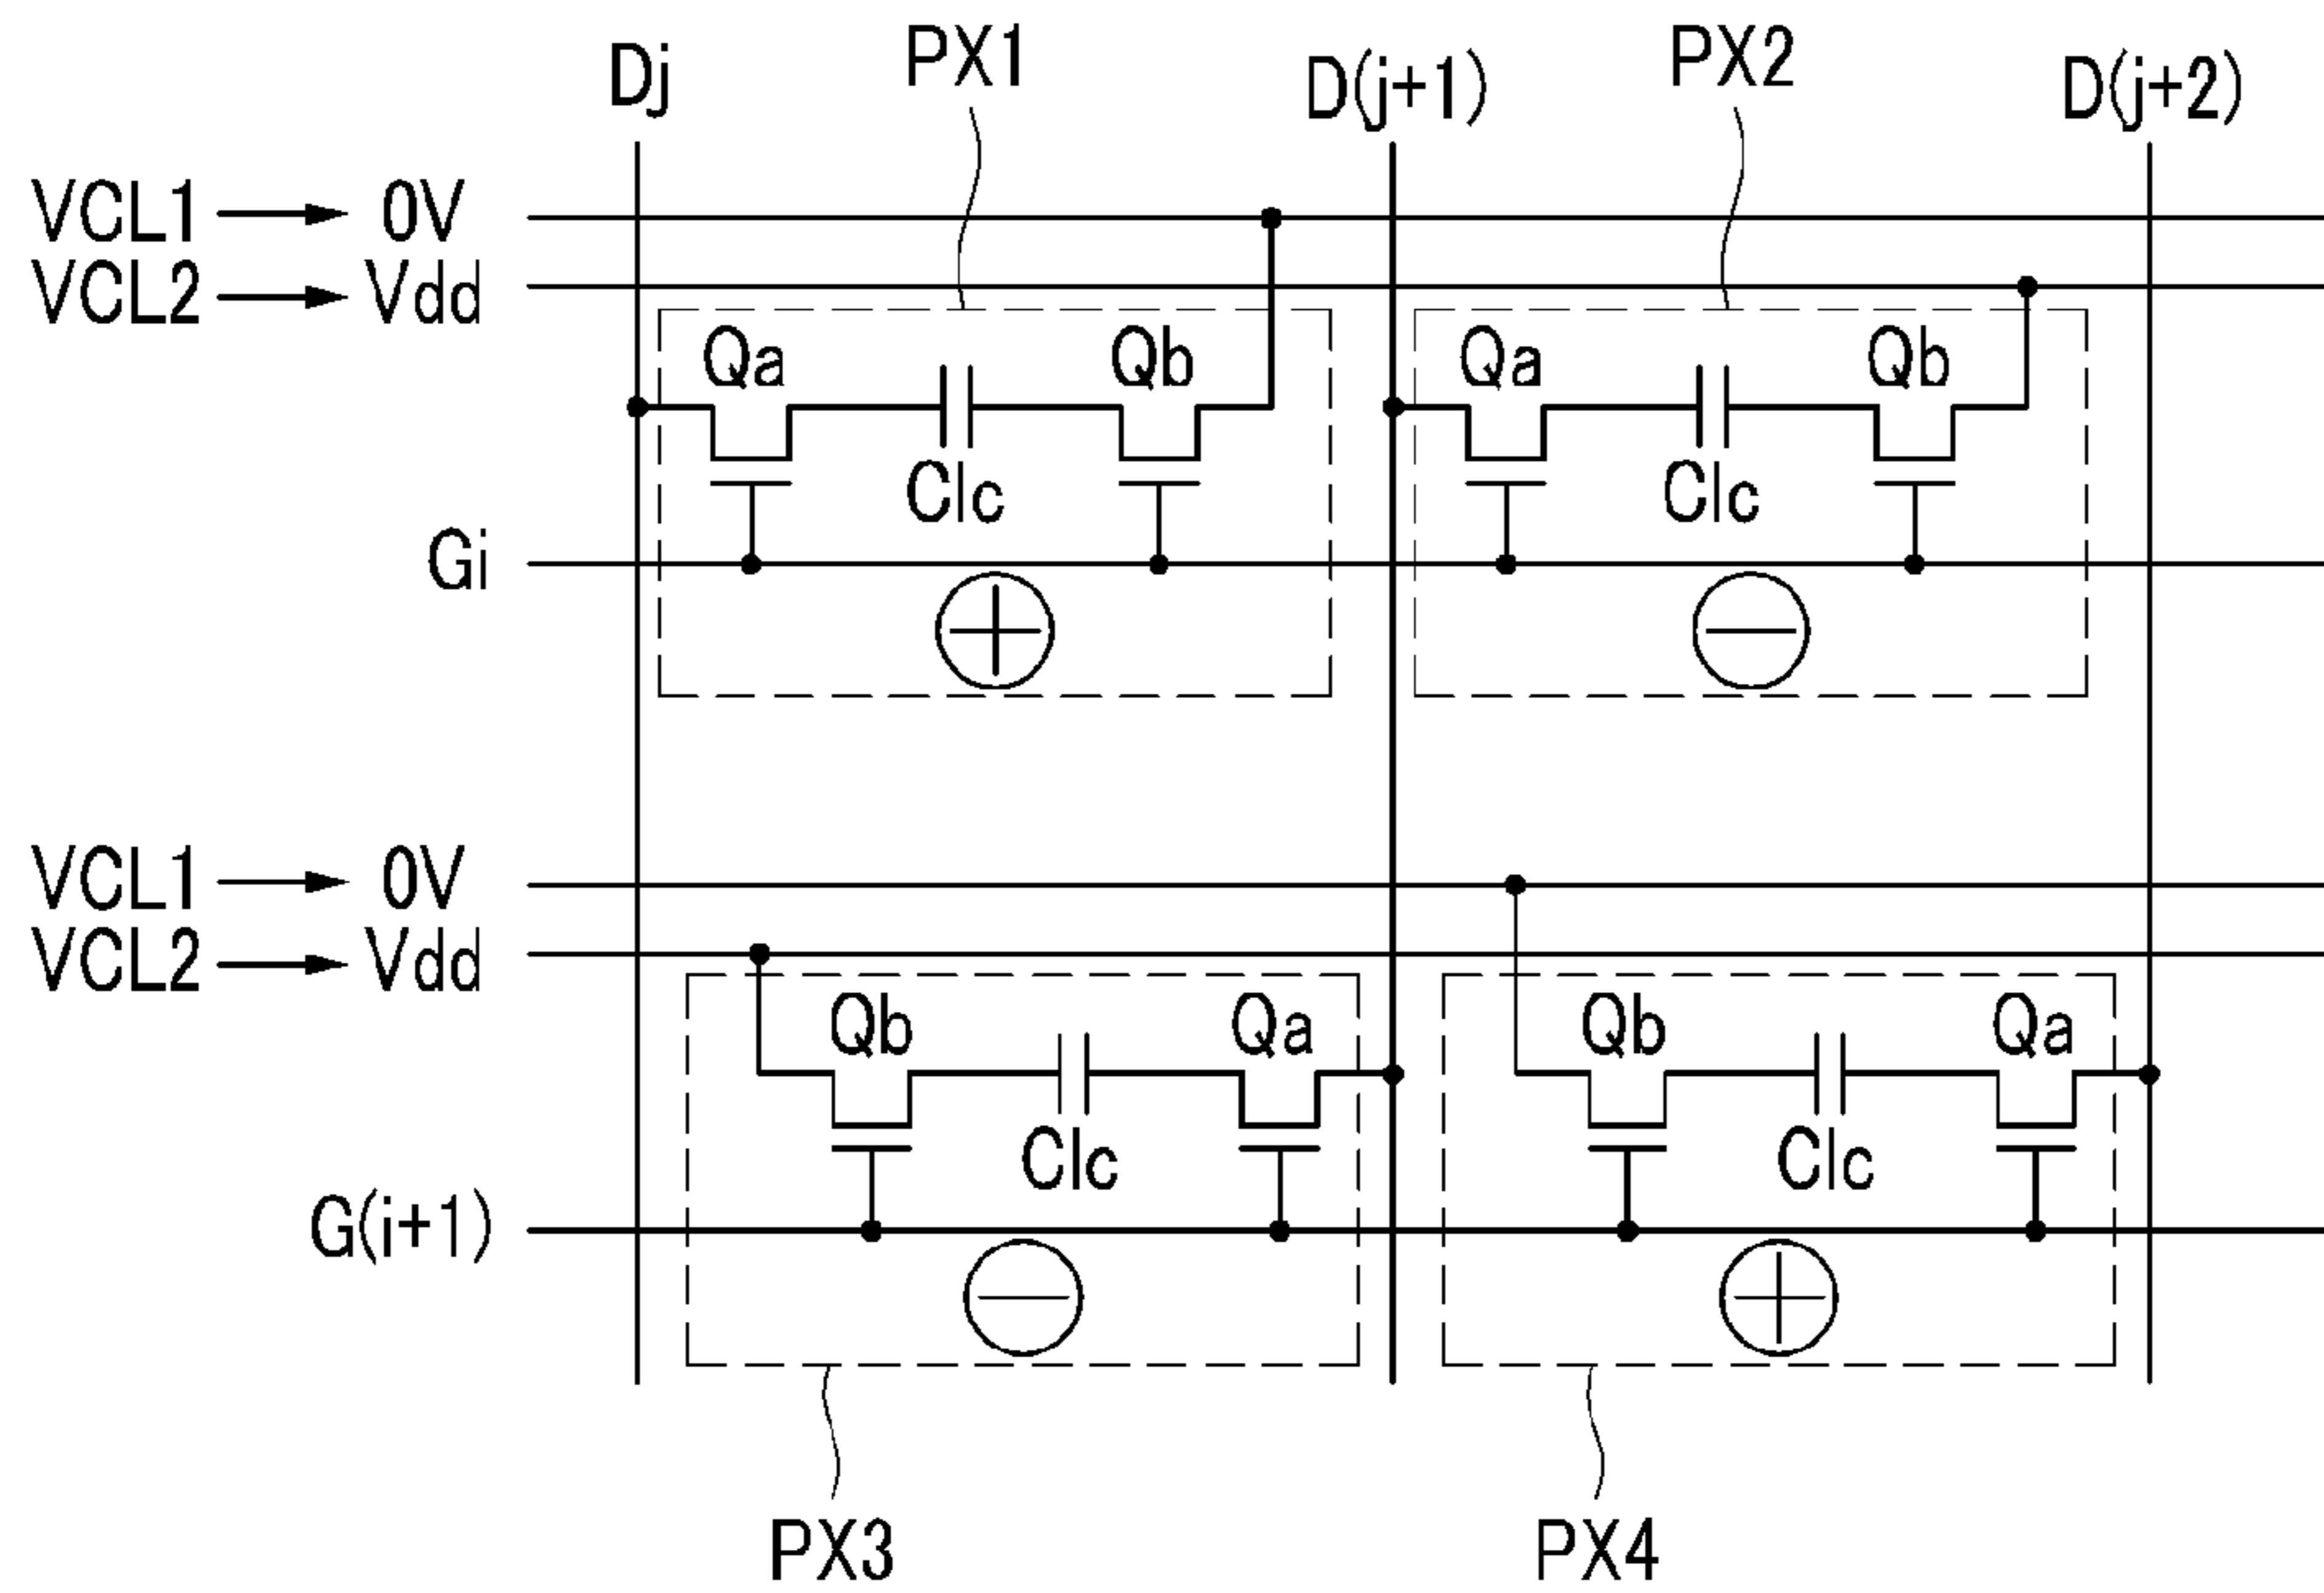 Dj PX1 D(j+1) PX2 D(j+2)
VCL1 0V
VCL2 Vdd
Qa Qb Qa Qb
Clc Clc
Gi
+ −
VCL1 0V
VCL2 Vdd
Qb Qa Qb Qa
Clc Clc
G(i+1)
− +
PX3 PX4